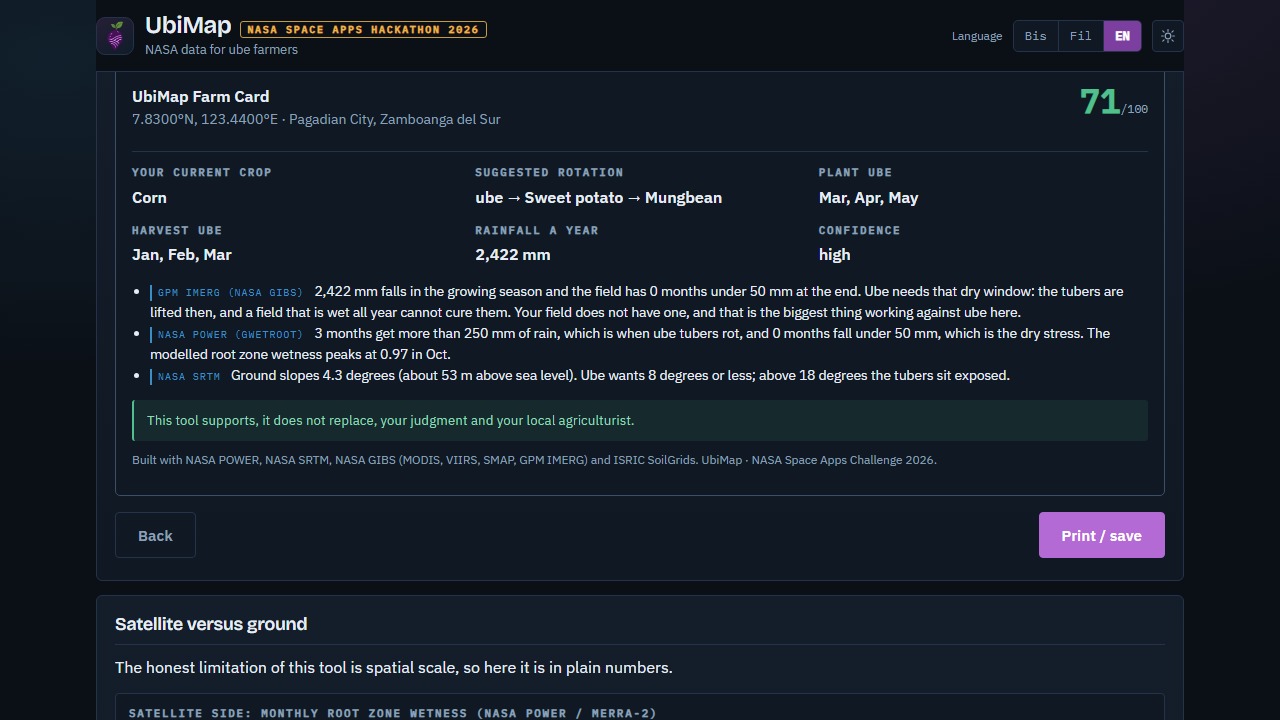 UbiMap NASA SPACE APPS HACKATHON 2026
NASA data for ube farmers
Language Bis Fil EN
UbiMap Farm Card
7.8300°N, 123.4400°E · Pagadian City, Zamboanga del Sur
71/100
YOUR CURRENT CROP
Corn
SUGGESTED ROTATION
ube → Sweet potato → Mungbean
PLANT UBE
Mar, Apr, May
HARVEST UBE
Jan, Feb, Mar
RAINFALL A YEAR
2,422 mm
CONFIDENCE
high
GPM IMERG (NASA GIBS) 2,422 mm falls in the growing season and the field has 0 months under 50 mm at the end. Ube needs that dry window: the tubers are
lifted then, and a field that is wet all year cannot cure them. Your field does not have one, and that is the biggest thing working against ube here.
NASA POWER (GWETROOT) 3 months get more than 250 mm of rain, which is when ube tubers rot, and 0 months fall under 50 mm, which is the dry stress. The
modelled root zone wetness peaks at 0.97 in Oct.
NASA SRTM Ground slopes 4.3 degrees (about 53 m above sea level). Ube wants 8 degrees or less; above 18 degrees the tubers sit exposed.
This tool supports, it does not replace, your judgment and your local agriculturist.
Built with NASA POWER, NASA SRTM, NASA GIBS (MODIS, VIIRS, SMAP, GPM IMERG) and ISRIC SoilGrids. UbiMap · NASA Space Apps Challenge 2026.
Back
Print / save
Satellite versus ground
The honest limitation of this tool is spatial scale, so here it is in plain numbers.
SATELLITE SIDE: MONTHLY ROOT ZONE WETNESS (NASA POWER / MERRA-2)